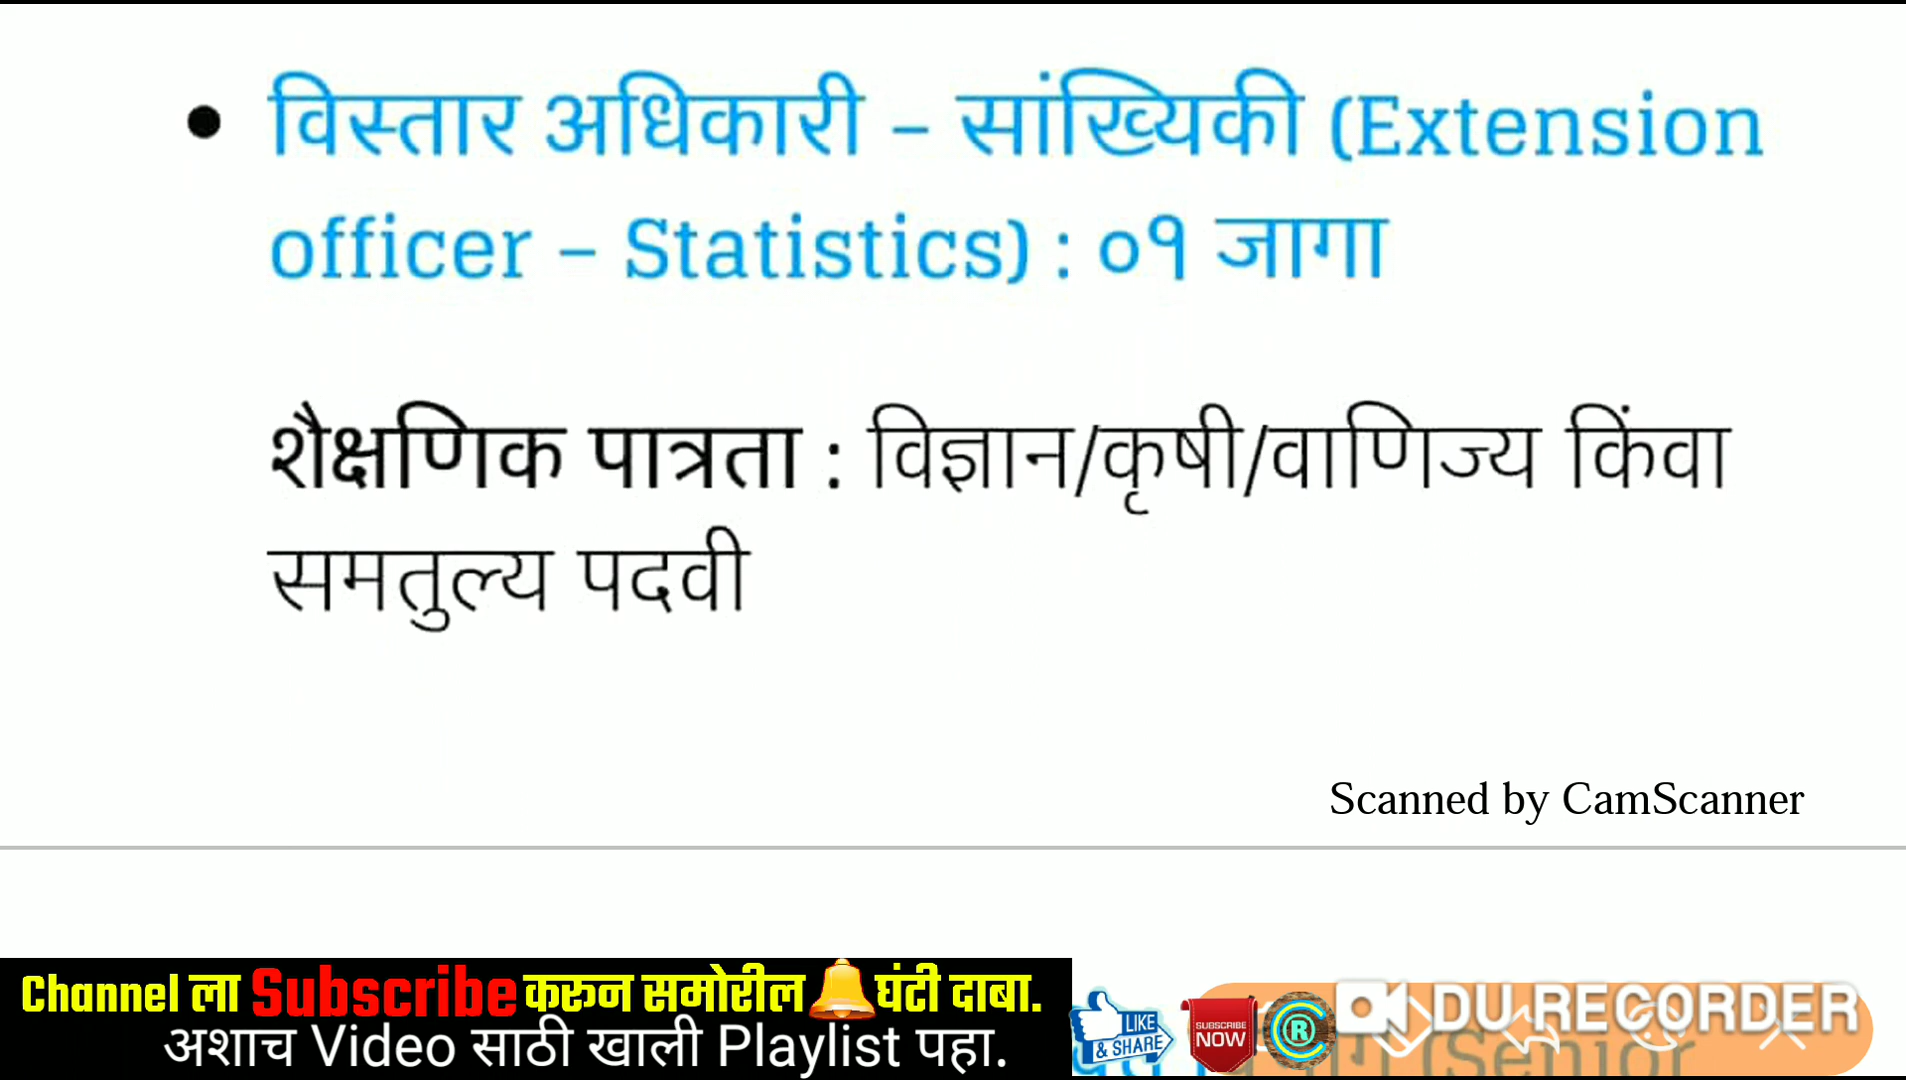 • विस्तार अधिकारी – सांख्यिकी (Extension
officer – Statistics) : ०१ जागा
शैक्षणिक पात्रता : विज्ञान/कृषी/वाणिज्य किंवा
समतुल्य पदवी
Scanned by CamScanner
Channel ला Subscribe करून समोरील घंटी दाबा.
अशाच Video साठी खाली Playlist पहा.
LIKE
& SHARE
SUBSCRIBE
NOW
R
DU RECORDER
(Senior